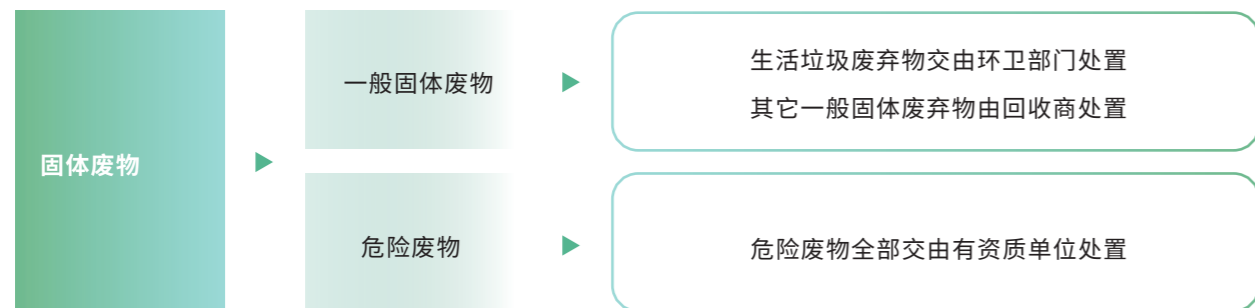 固体废物
一般固体废物
生活垃圾废弃物交由环卫部门处置
其它一般固体废弃物由回收商处置
危险废物
危险废物全部交由有资质单位处置